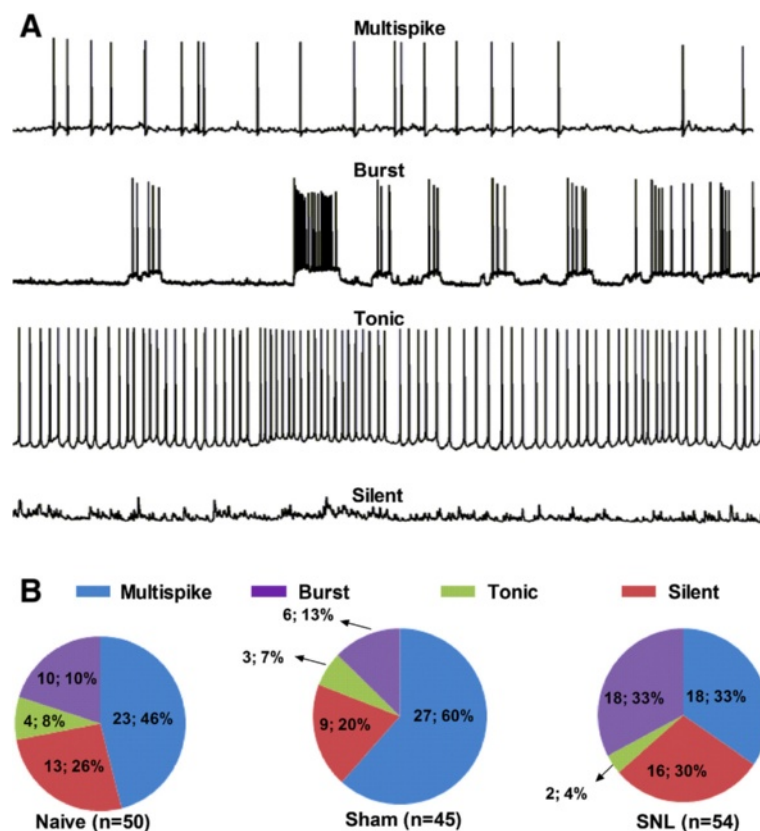 A
Multispike
Burst
Tonic
Silent
B
Multispike Burst Tonic Silent
10; 10%
23; 46%
4; 8%
13; 26%
Naive (n=50)
6; 13%
3; 7%
27; 60%
9; 20%
Sham (n=45)
18; 33% 18; 33%
16; 30%
2; 4%
SNL (n=54)